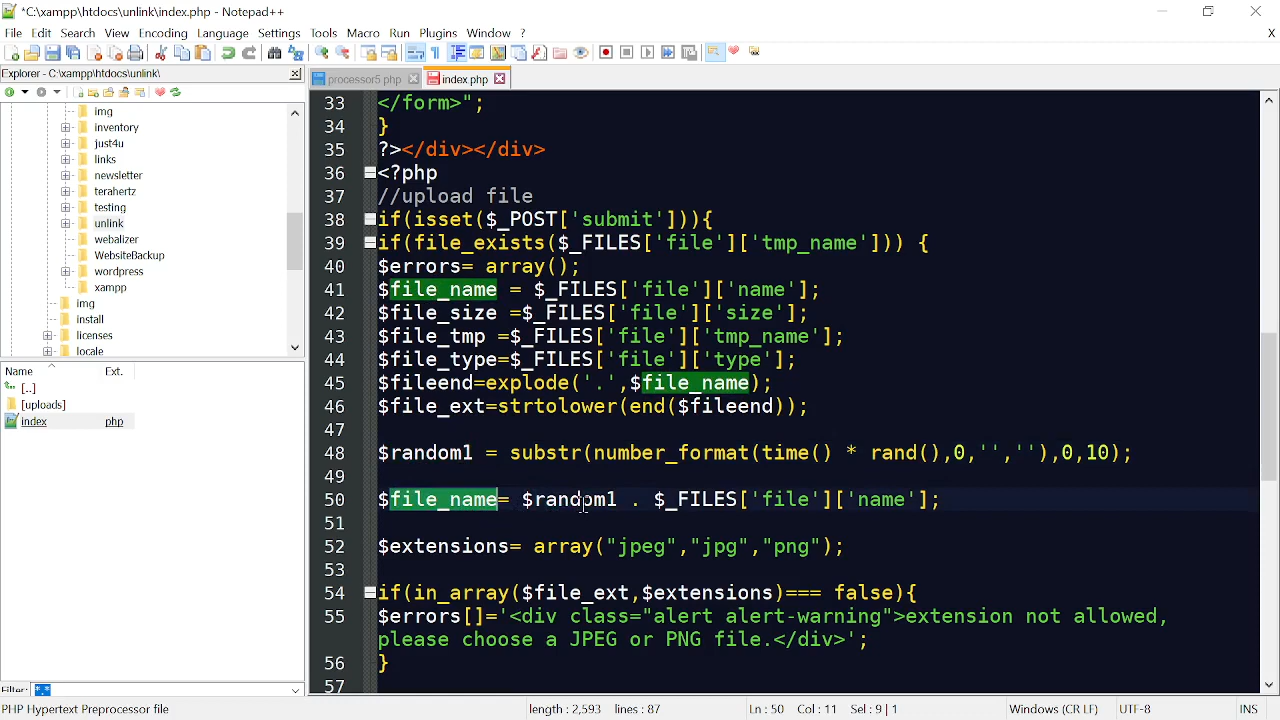 *C:\xampp\htdocs\unlink\index.php - Notepad++
File Edit Search View Encoding Language Settings Tools Macro Run Plugins Window ? X
Explorer - C:\xampp\htdocs\unlink\
processor5.php index.php
img
inventory
just4u
links
newsletter
terahertz
testing
unlink
webalizer
WebsiteBackup
wordpress
xampp
img
install
licenses
locale
Name Ext.
[..]
[uploads]
index php
Filter: *.*
33 </form>";
34 }
35 ?></div></div>
36 <?php
37 //upload file
38 if(isset($_POST['submit'])){
39 if(file_exists($_FILES['file']['tmp_name'])) {
40 $errors= array();
41 $file_name = $_FILES['file']['name'];
42 $file_size =$_FILES['file']['size'];
43 $file_tmp =$_FILES['file']['tmp_name'];
44 $file_type=$_FILES['file']['type'];
45 $fileend=explode('.',$file_name);
46 $file_ext=strtolower(end($fileend));
47
48 $random1 = substr(number_format(time() * rand(),0,'',''),0,10);
49
50 $file_name= $random1 . $_FILES['file']['name'];
51
52 $extensions= array("jpeg","jpg","png");
53
54 if(in_array($file_ext,$extensions)=== false){
55 $errors[]='<div class="alert alert-warning">extension not allowed,
please choose a JPEG or PNG file.</div>';
56 }
57
PHP Hypertext Preprocessor file length : 2,593 lines : 87 Ln : 50 Col : 11 Sel : 9 | 1 Windows (CR LF) UTF-8 INS